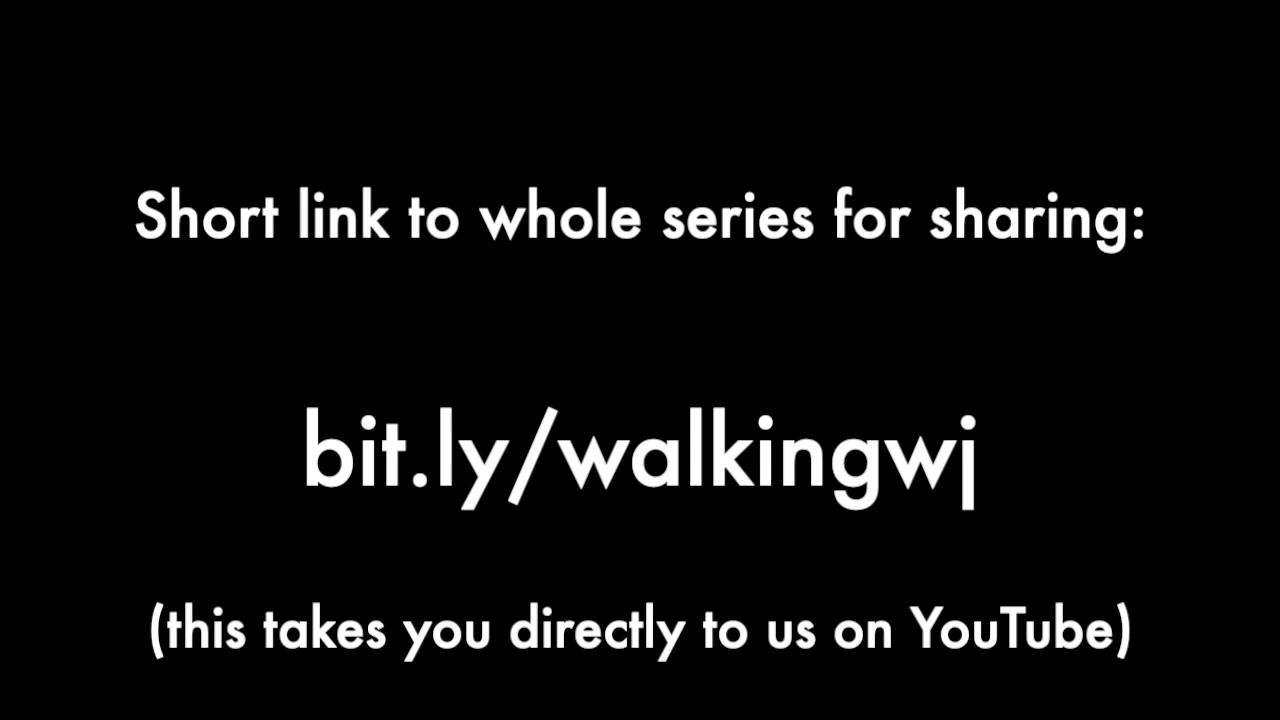 Short link to whole series for sharing:
bit.ly/walkingwj
(this takes you directly to us on YouTube)